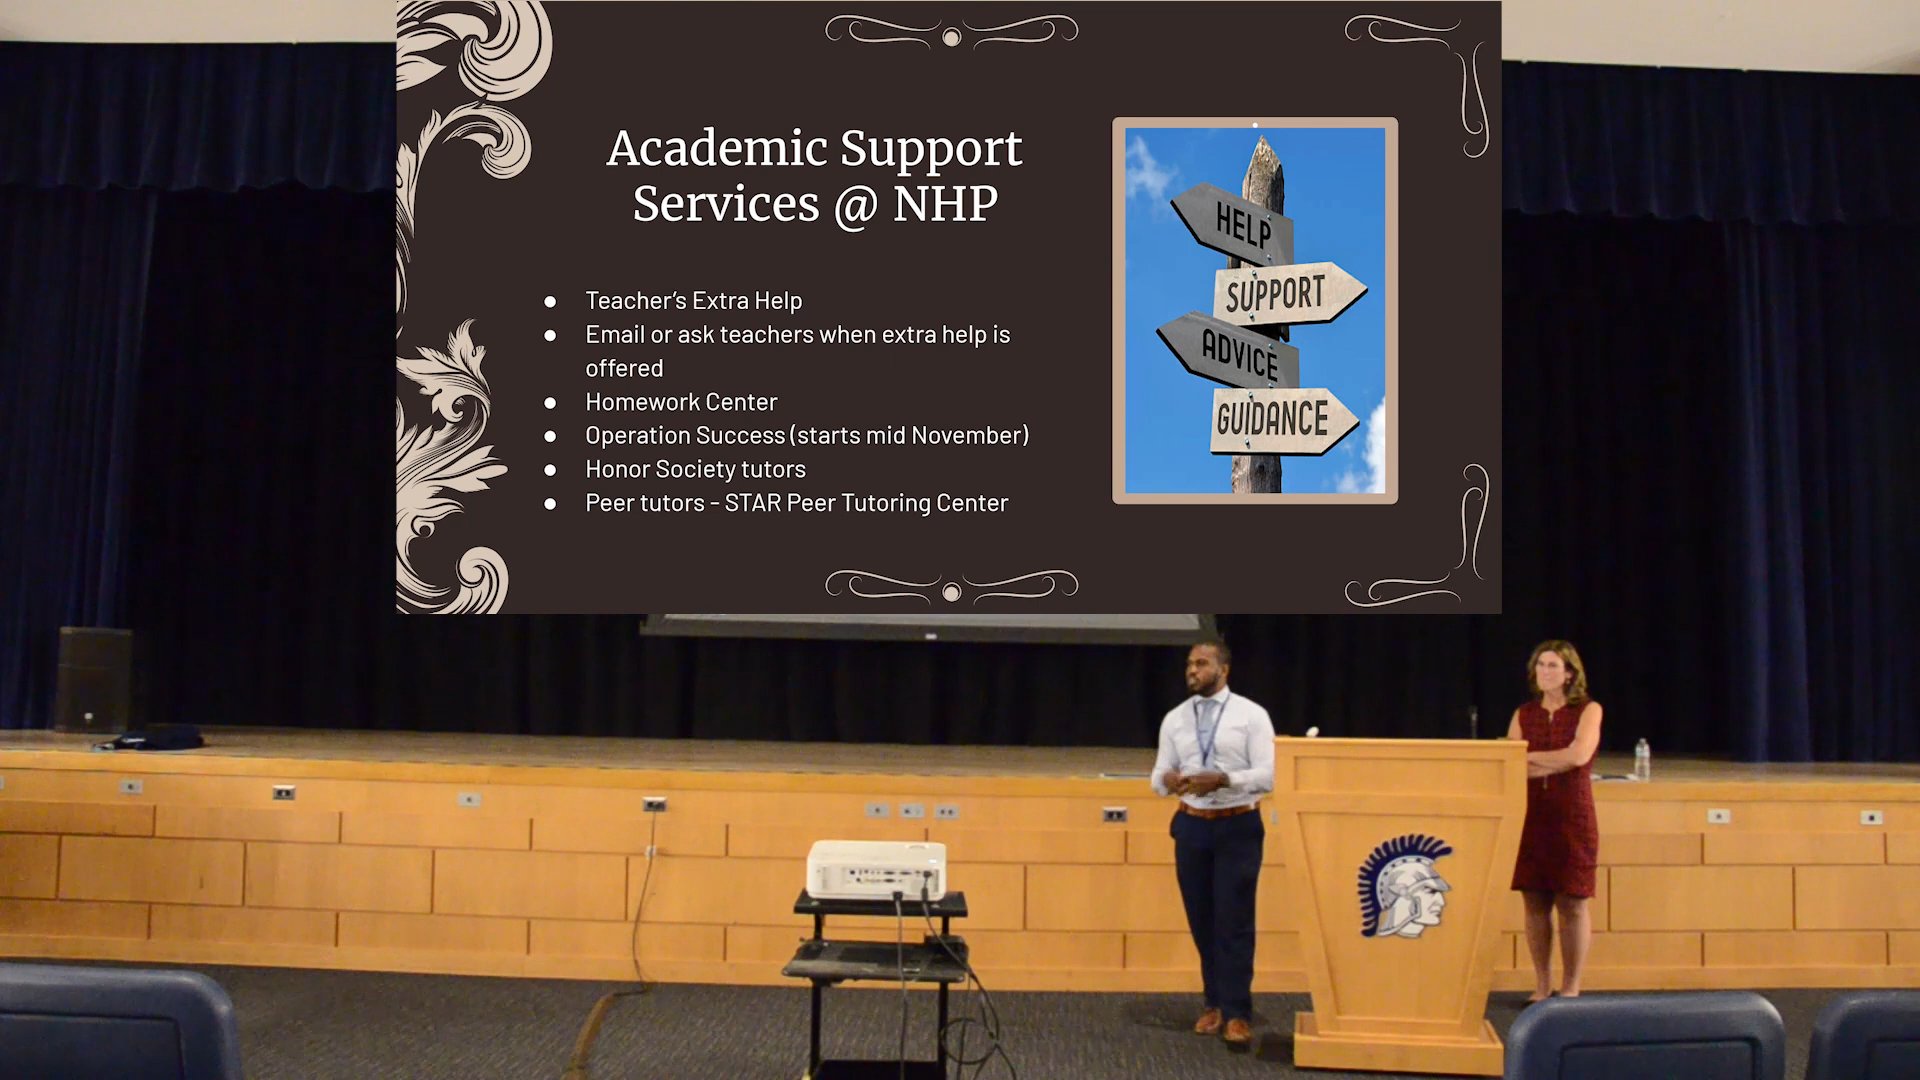 Academic Support
Services @ NHP
● Teacher’s Extra Help
● Email or ask teachers when extra help is
offered
● Homework Center
● Operation Success (starts mid November)
● Honor Society tutors
● Peer tutors - STAR Peer Tutoring Center
HELP
SUPPORT
ADVICE
GUIDANCE